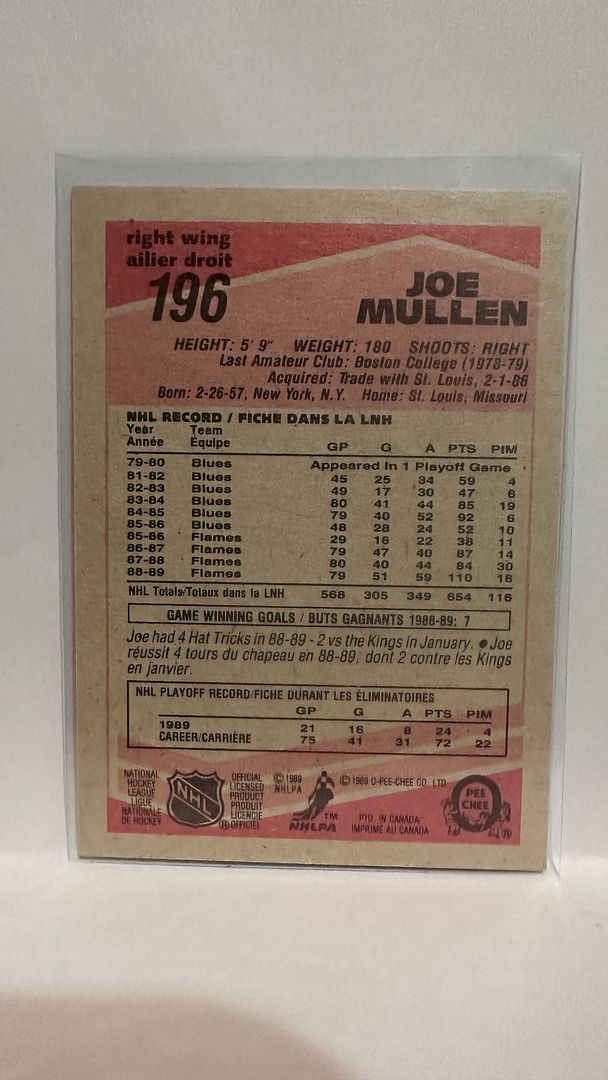 right wing
ailier droit
196
JOE
MULLEN
HEIGHT: 5' 9" WEIGHT: 180 SHOOTS: RIGHT
Last Amateur Club: Boston College (1978-79)
Acquired: Trade with St. Louis, 2-1-86
Born: 2-26-57, New York, N.Y. Home: St. Louis, Missouri
NHL RECORD / FICHE DANS LA LNH
Year Team
Année Équipe GP G A PTS PIM
79-80 Blues Appeared in 1 Playoff Game
81-82 Blues 45 25 34 59 4
82-83 Blues 49 17 30 47 6
83-84 Blues 80 41 44 85 19
84-85 Blues 79 40 52 92 6
85-86 Blues 48 28 24 52 10
85-86 Flames 29 16 22 38 11
86-87 Flames 79 47 40 87 14
87-88 Flames 80 40 44 84 30
88-89 Flames 79 51 59 110 16
NHL Totals/Totaux dans la LNH 568 305 349 654 116
GAME WINNING GOALS / BUTS GAGNANTS 1988-89: 7
Joe had 4 Hat Tricks in 88-89 - 2 vs the Kings in January. ● Joe
réussit 4 tours du chapeau en 88-89, dont 2 contre les Kings
en janvier.
NHL PLAYOFF RECORD/FICHE DURANT LES ÉLIMINATOIRES
GP G A PTS PIM
1989 21 16 8 24 4
CAREER/CARRIÈRE 75 41 31 72 22
NATIONAL
HOCKEY
LEAGUE
LIGUE
NATIONALE
DE HOCKEY
NHL
OFFICIAL
LICENSED
PRODUCT
PRODUIT
LICENCIÉ
OFFICIEL
© 1989
NHLPA
TM
NHLPA
© 1989 O-PEE-CHEE CO. LTD
PTD. IN CANADA
IMPRIMÉ AU CANADA
PEE
CHEE